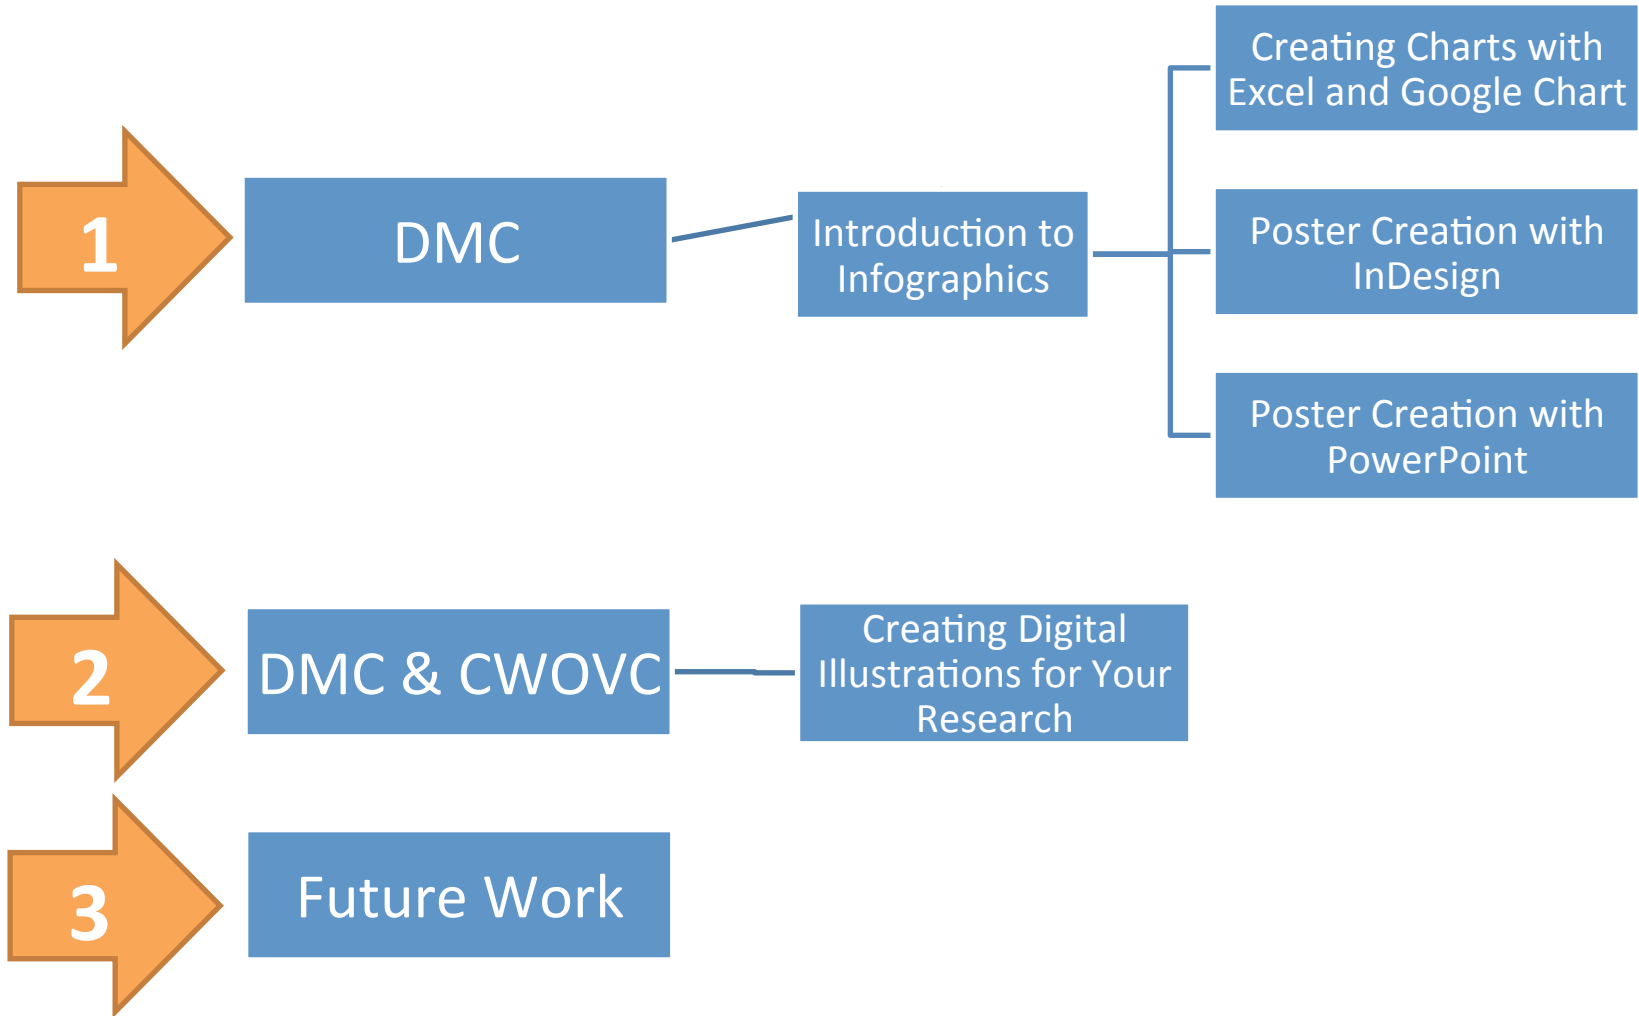 1
DMC
Introduction to
Infographics
Creating Charts with
Excel and Google Chart
Poster Creation with
InDesign
Poster Creation with
PowerPoint
2
DMC & CWOVC
Creating Digital
Illustrations for Your
Research
3
Future Work